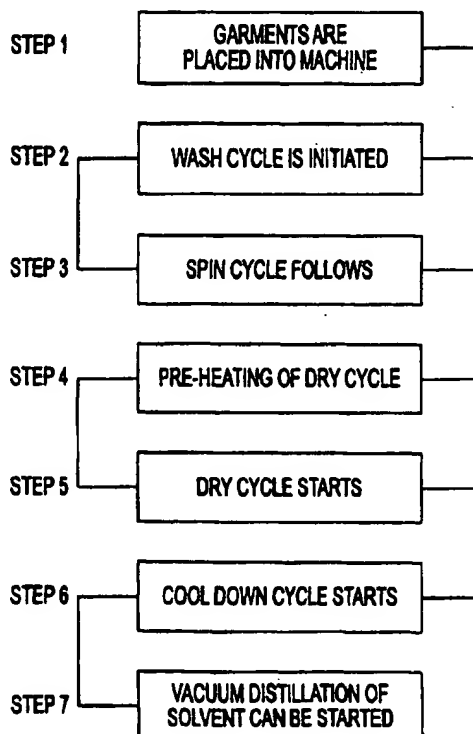 STEP 1
GARMENTS ARE
PLACED INTO MACHINE
STEP 2
WASH CYCLE IS INITIATED
STEP 3
SPIN CYCLE FOLLOWS
STEP 4
PRE-HEATING OF DRY CYCLE
STEP 5
DRY CYCLE STARTS
STEP 6
COOL DOWN CYCLE STARTS
STEP 7
VACUUM DISTILLATION OF
SOLVENT CAN BE STARTED